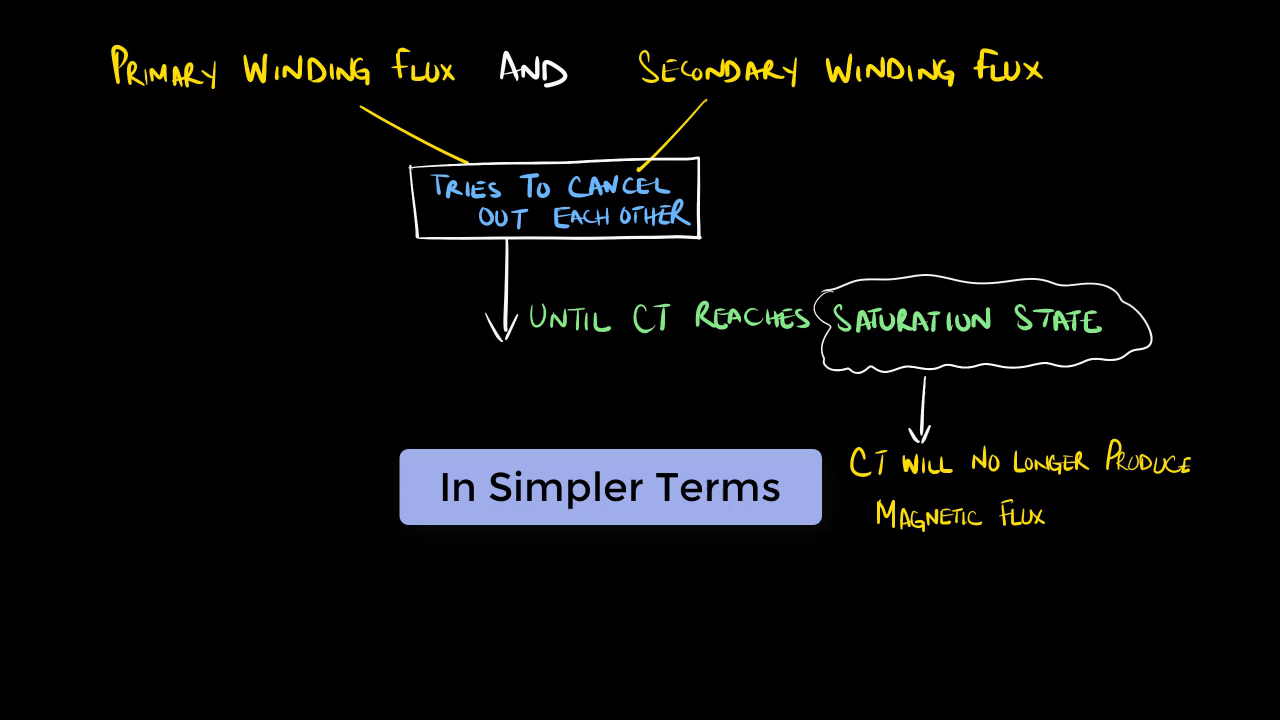 PRIMARY WINDING FLUX AND SECONDARY WINDING FLUX
TRIES TO CANCEL
OUT EACH OTHER
UNTIL CT REACHES SATURATION STATE
CT WILL NO LONGER PRODUCE
MAGNETIC FLUX
In Simpler Terms